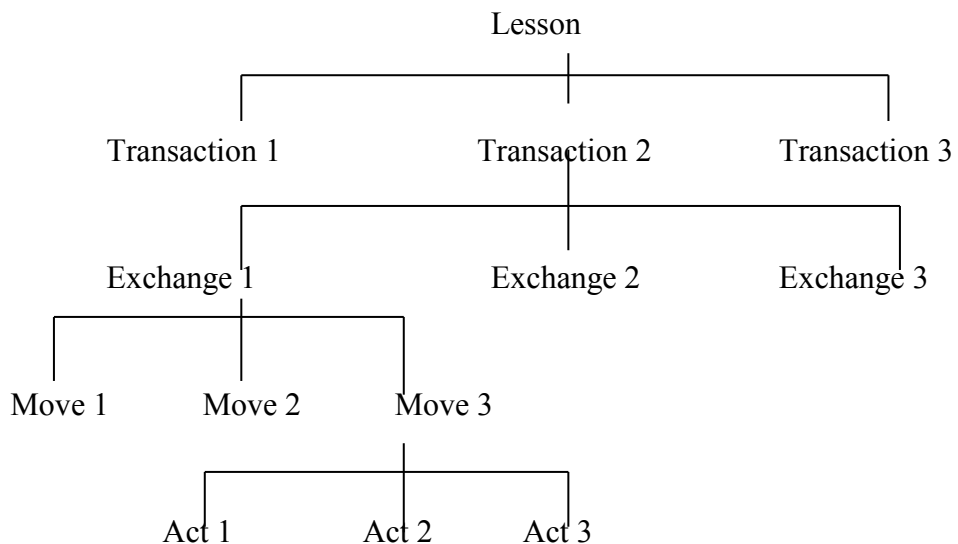 Lesson
Transaction 1 Transaction 2 Transaction 3
Exchange 1 Exchange 2 Exchange 3
Move 1 Move 2 Move 3
Act 1 Act 2 Act 3